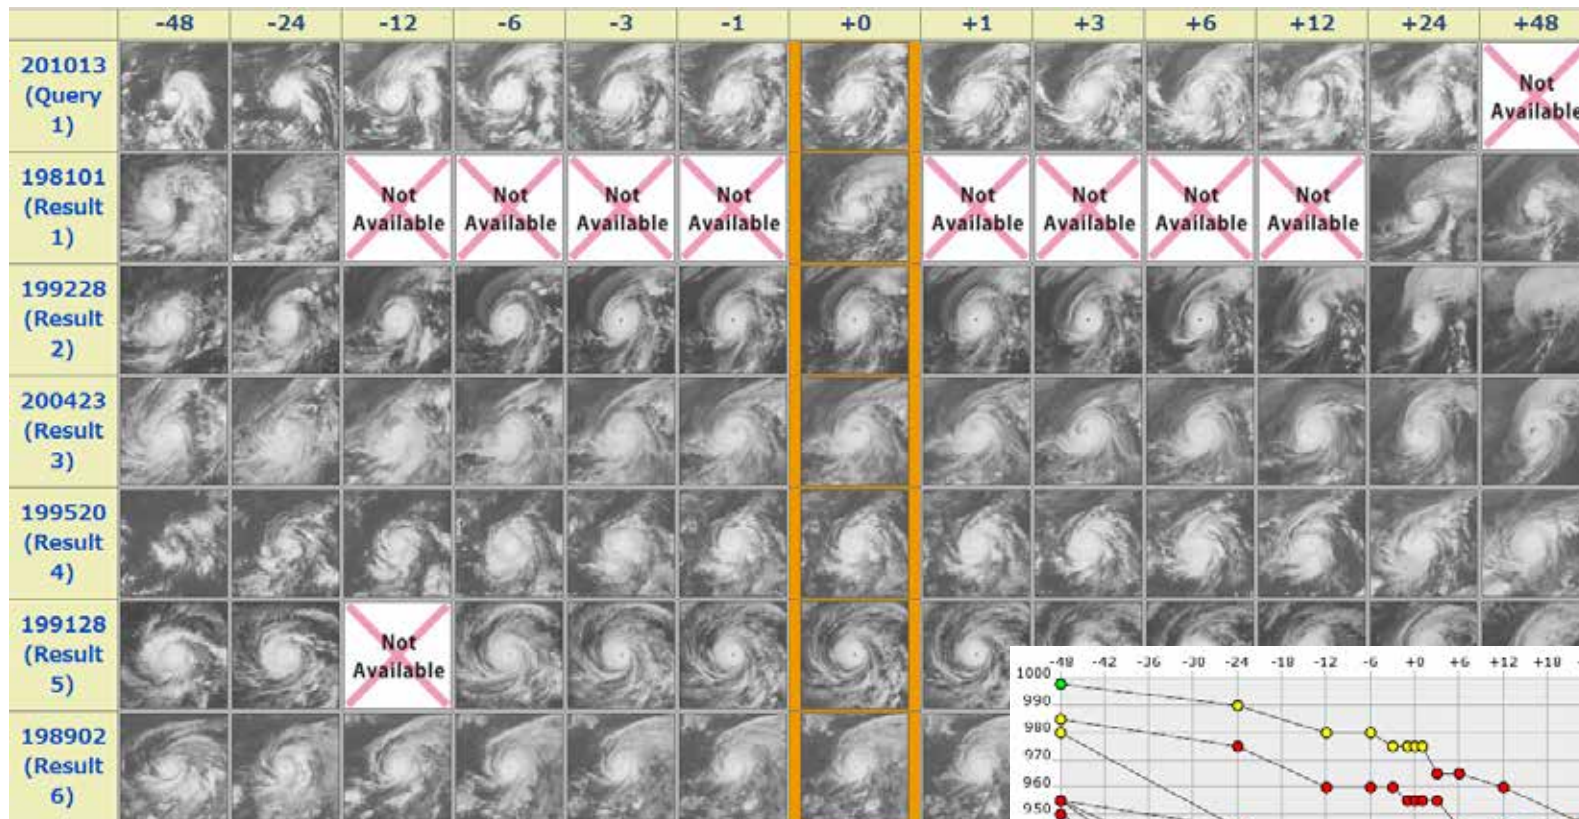 -48 -24 -12 -6 -3 -1 +0 +1 +3 +6 +12 +24 +48
201013
(Query
1)
Not
Available
198101
(Result
1)
Not Not Not Not Not Not Not Not
Available Available Available Available Available Available Available Available
199228
(Result
2)
200423
(Result
3)
199520
(Result
4)
199128
(Result
5)
Not
Available
198902
(Result
6)
-48 -42 -36 -30 -24 -18 -12 -6 +0 +6 +12 +18
1000
990
980
970
960
950